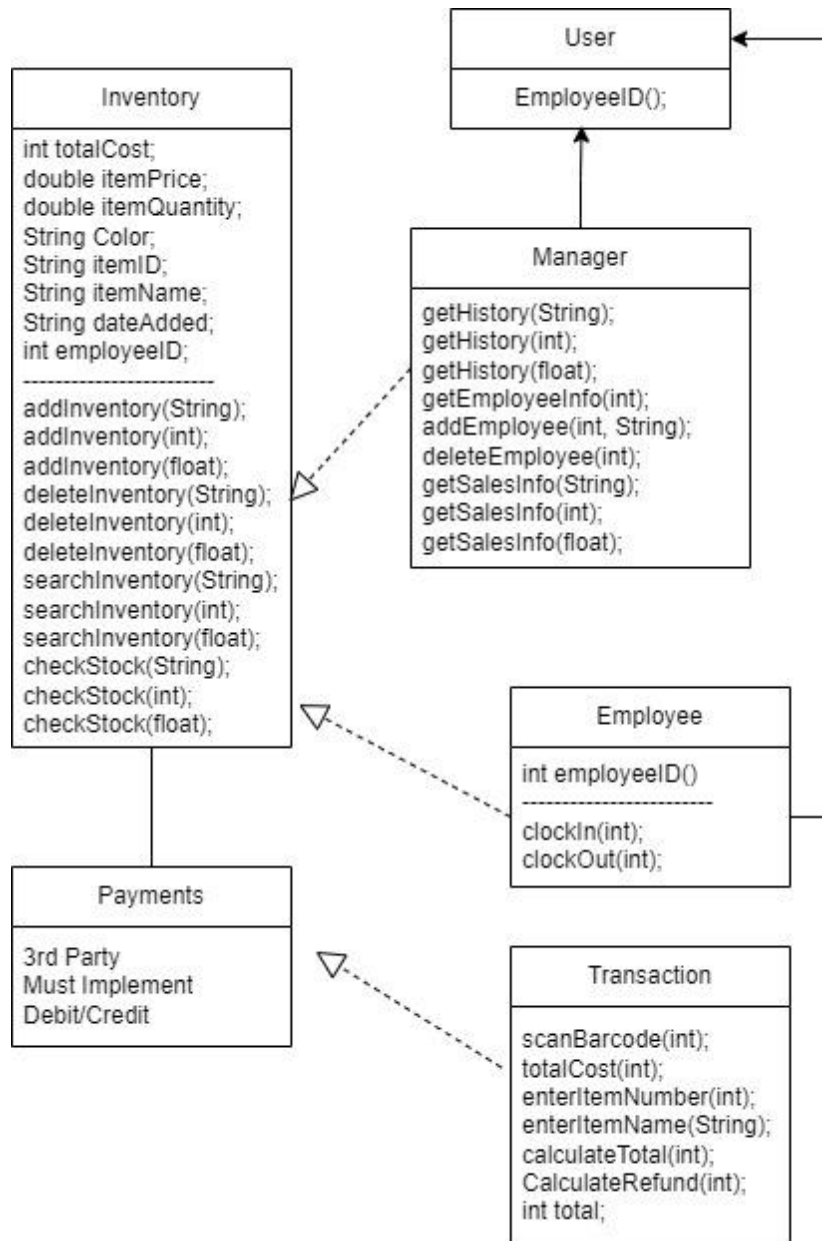 User
EmployeeID();
Inventory
int totalCost;
double itemPrice;
double itemQuantity;
String Color;
String itemID;
String itemName;
String dateAdded;
int employeeID;
------------------------
addInventory(String);
addInventory(int);
addInventory(float);
deleteInventory(String);
deleteInventory(int);
deleteInventory(float);
searchInventory(String);
searchInventory(int);
searchInventory(float);
checkStock(String);
checkStock(int);
checkStock(float);
Manager
getHistory(String);
getHistory(int);
getHistory(float);
getEmployeeInfo(int);
addEmployee(int, String);
deleteEmployee(int);
getSalesInfo(String);
getSalesInfo(int);
getSalesInfo(float);
Employee
int employeeID()
------------------------
clockIn(int);
clockOut(int);
Payments
3rd Party
Must Implement
Debit/Credit
Transaction
scanBarcode(int);
totalCost(int);
enterItemNumber(int);
enterItemName(String);
calculateTotal(int);
CalculateRefund(int);
int total;